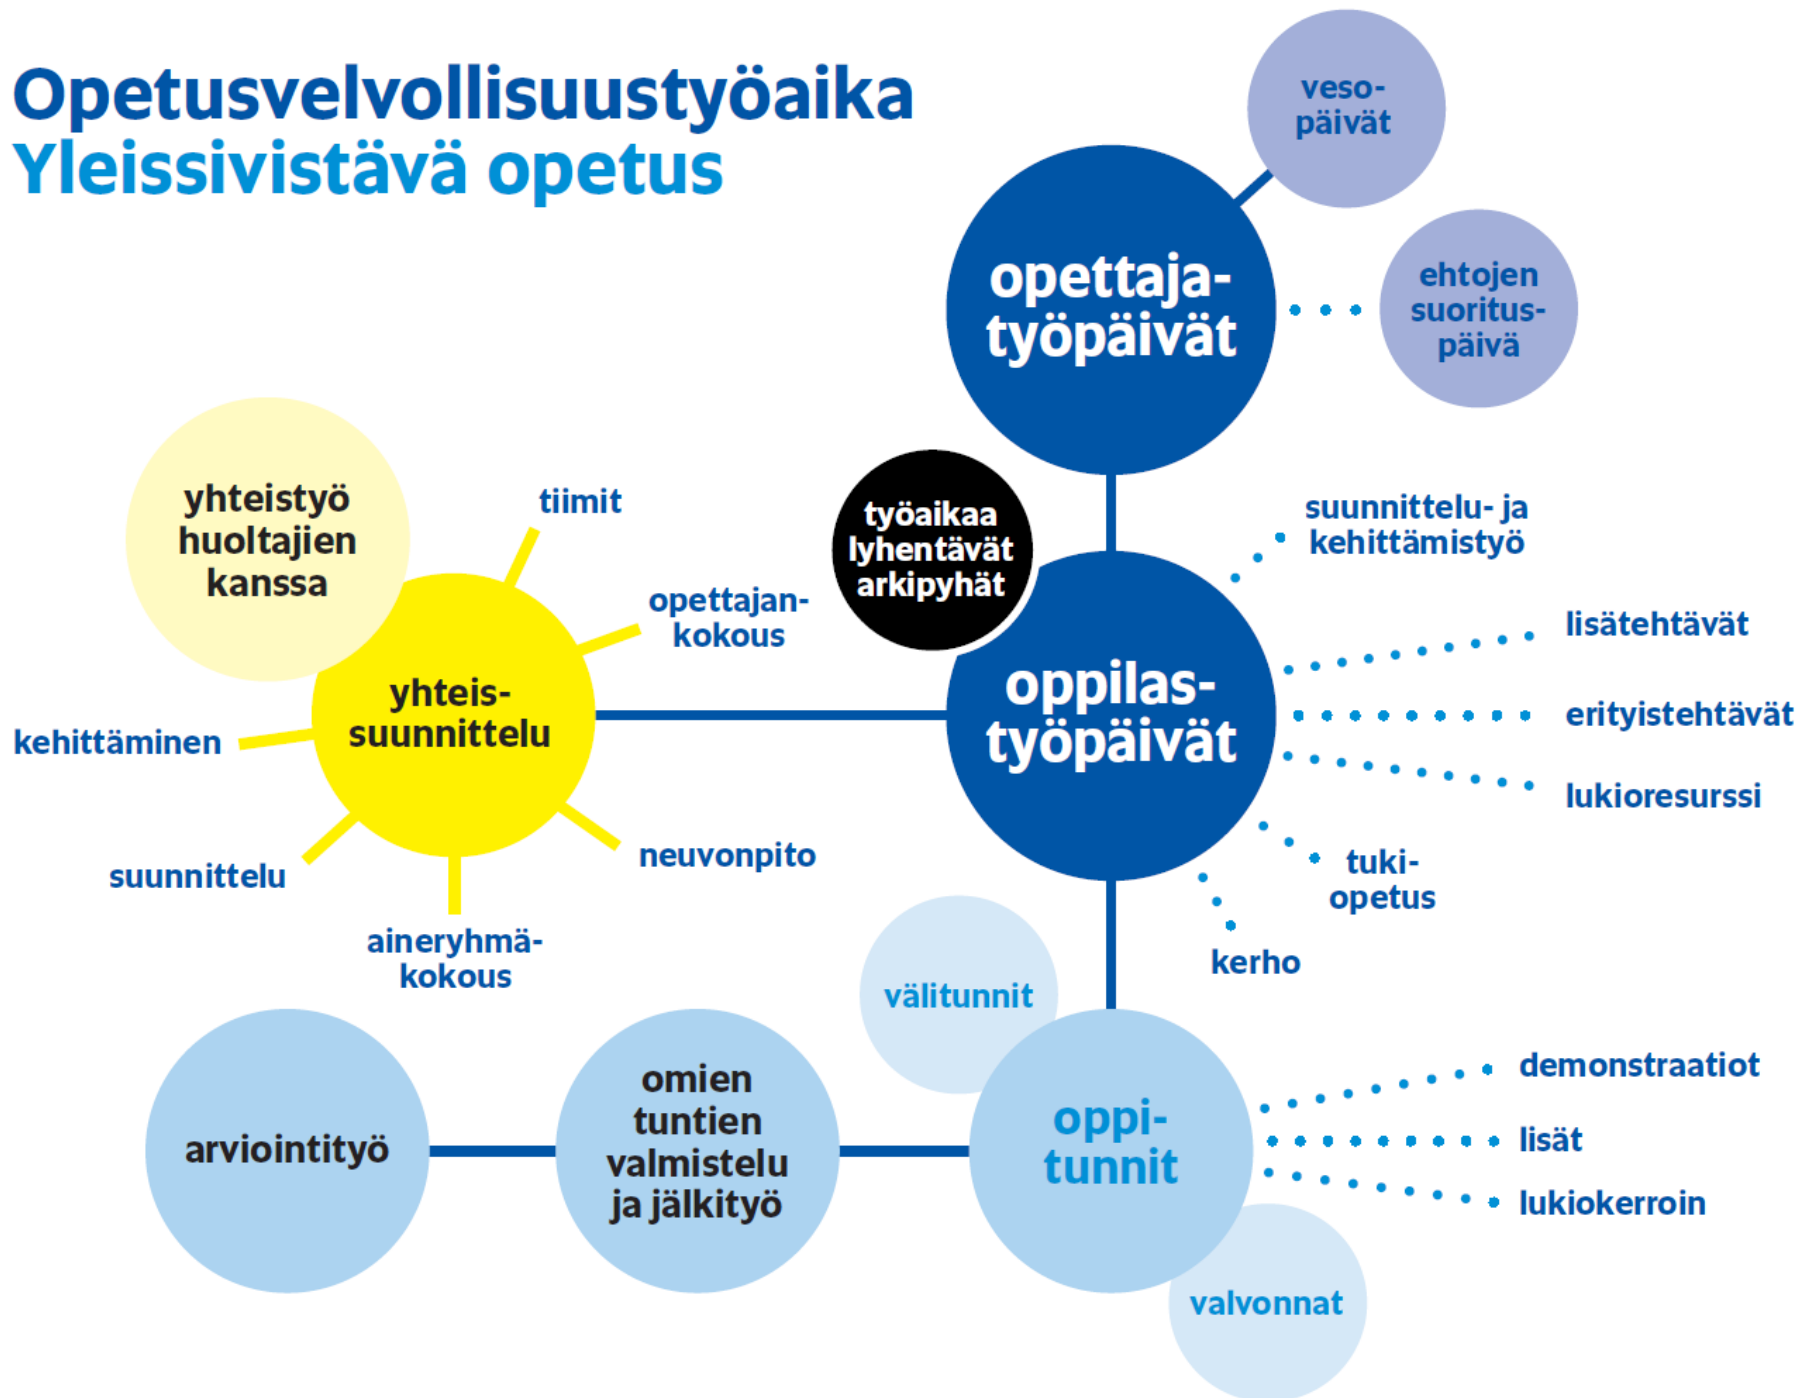 Opetusvelvollisuustyöaika
Yleissivistävä opetus
veso-
päivät
opettaja-
työpäivät
ehtojen
suoritus-
päivä
yhteistyö
huoltajien
kanssa
tiimit
opettajan-
kokous
työaikaa
lyhentävät
arkipyhät
suunnittelu- ja
kehittämistyö
yhteis-
suunnittelu
oppilas-
työpäivät
lisätehtävät
erityistehtävät
lukioresurssi
kehittäminen
suunnittelu
aineryhmä-
kokous
neuvonpito
tuki-
opetus
kerho
välitunnit
arviointityö
omien
tuntien
valmistelu
ja jälkityö
oppi-
tunnit
demonstraatiot
lisät
lukiokerroin
valvonnat